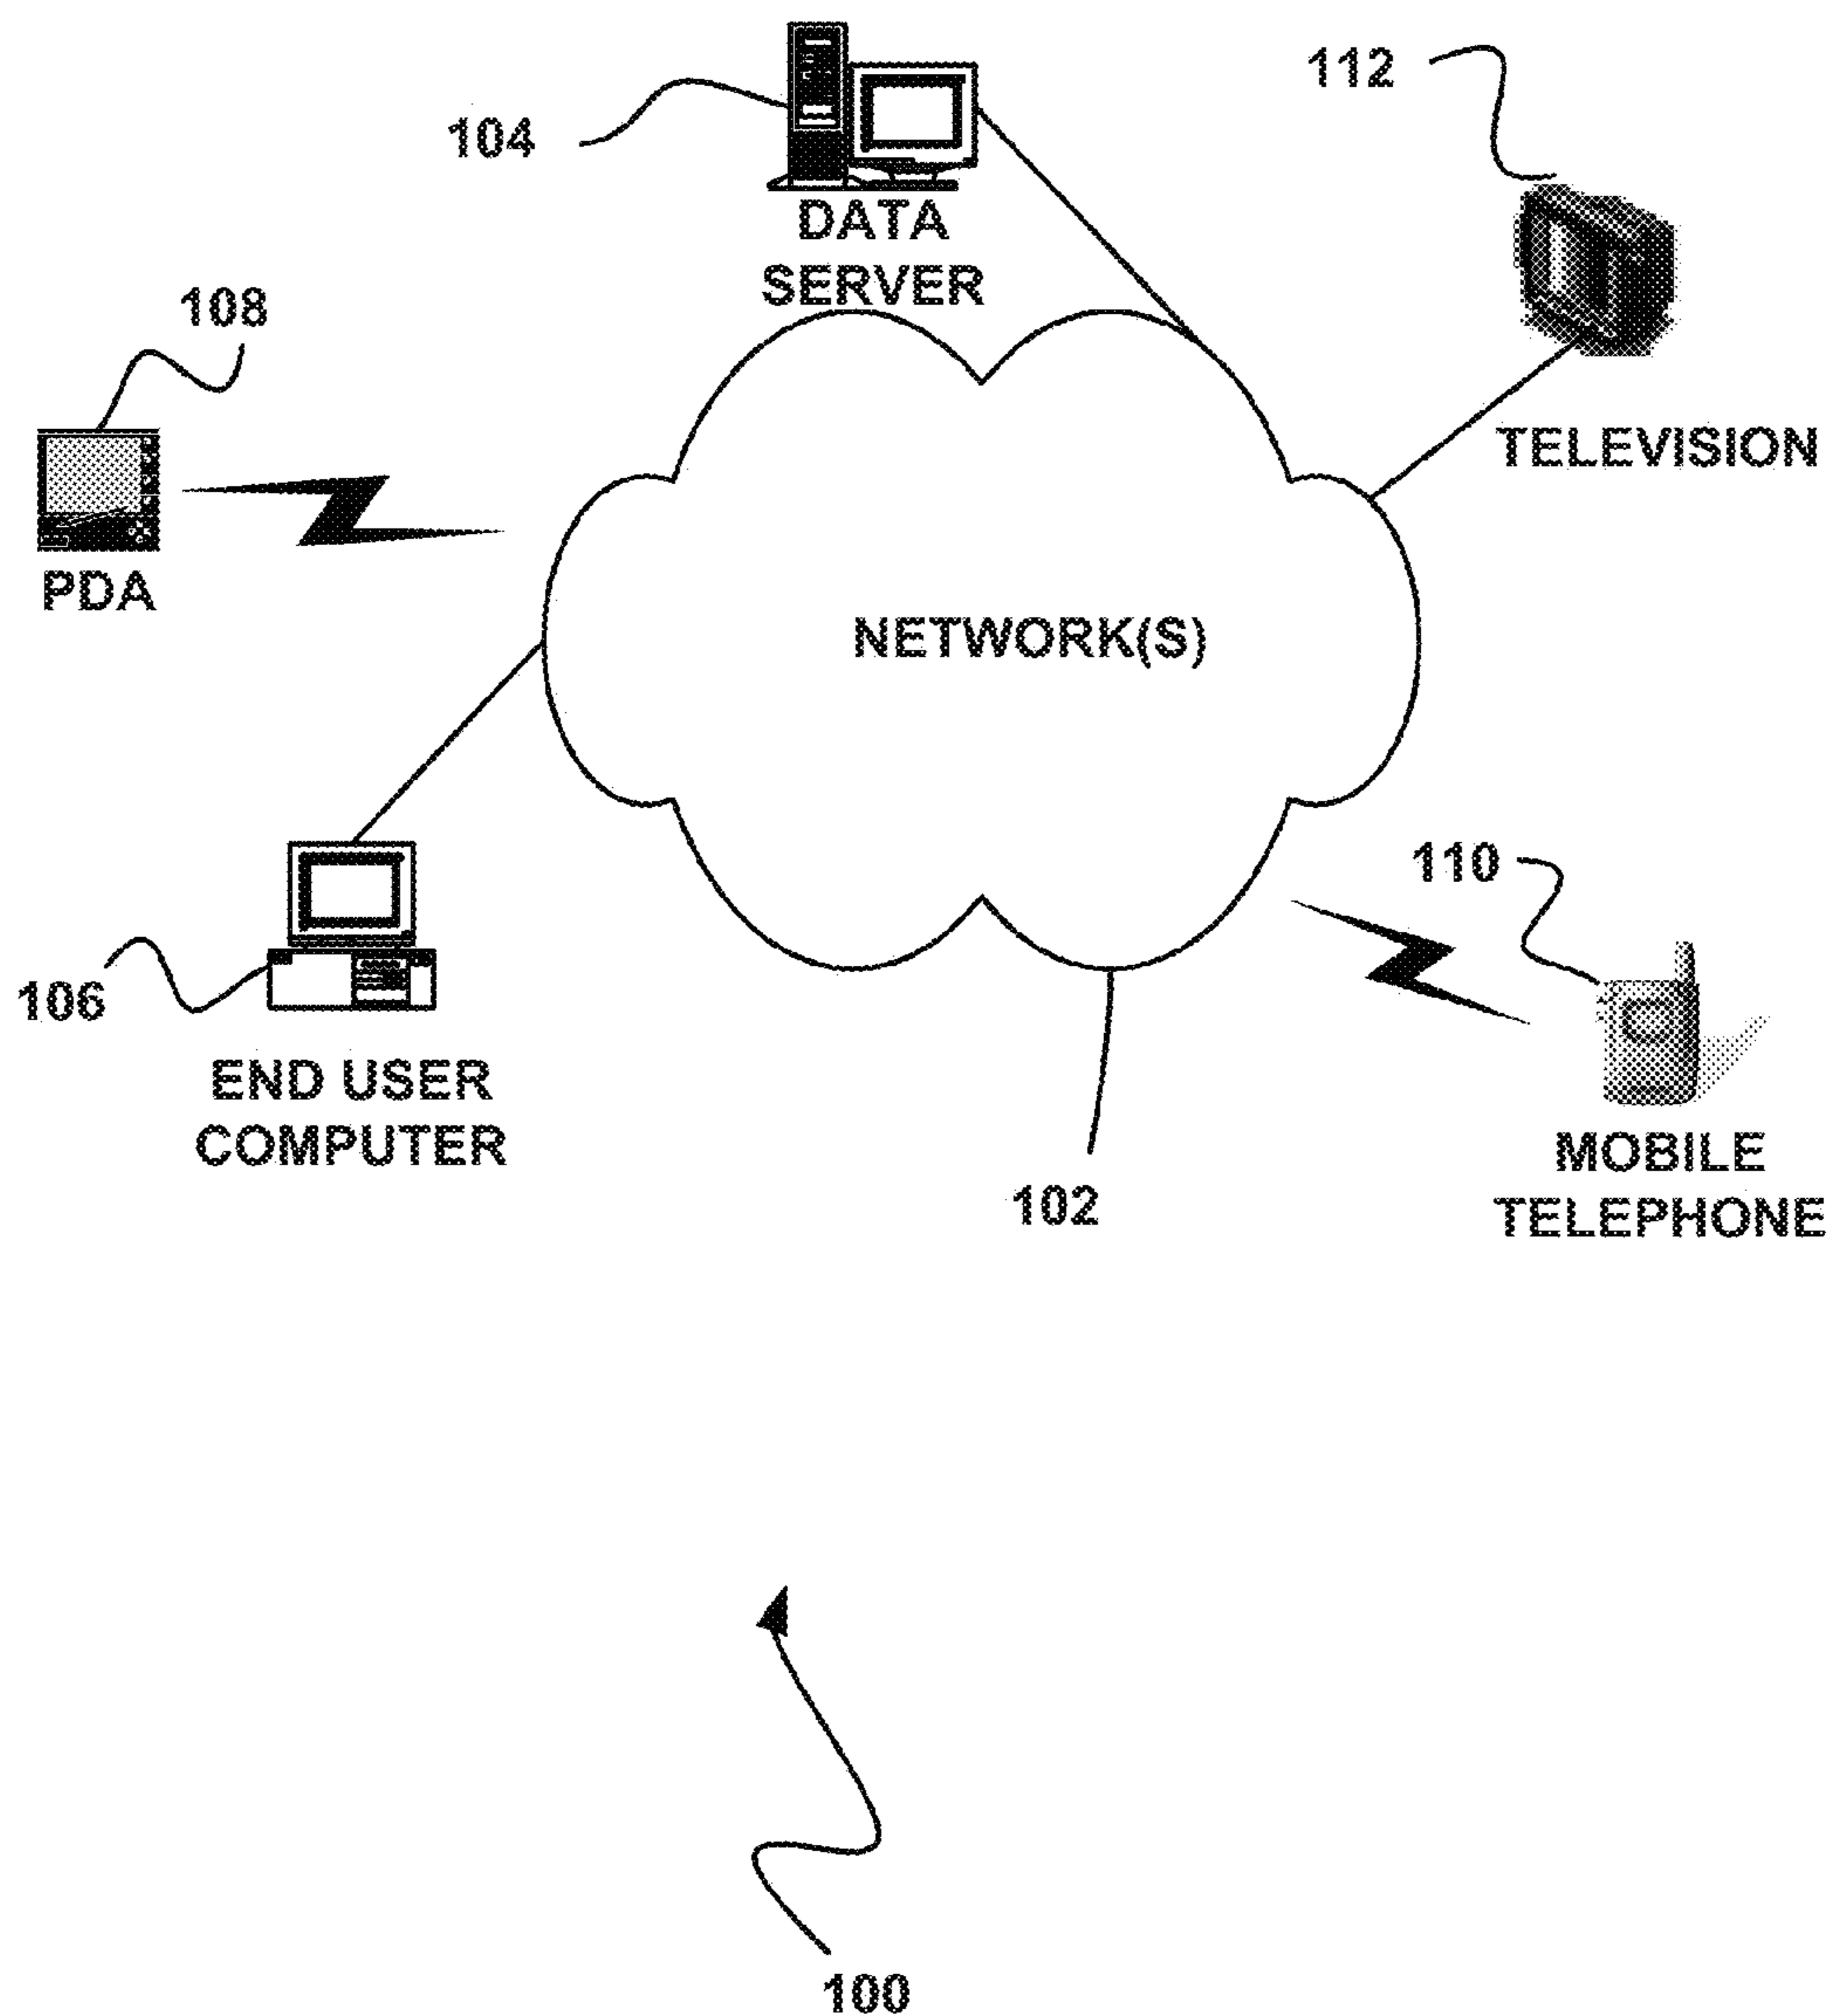 112
104
DATA
SERVER
108
TELEVISION
PDA
NETWORK(S)
110
106
END USER
COMPUTER
MOBILE
TELEPHONE
102
100